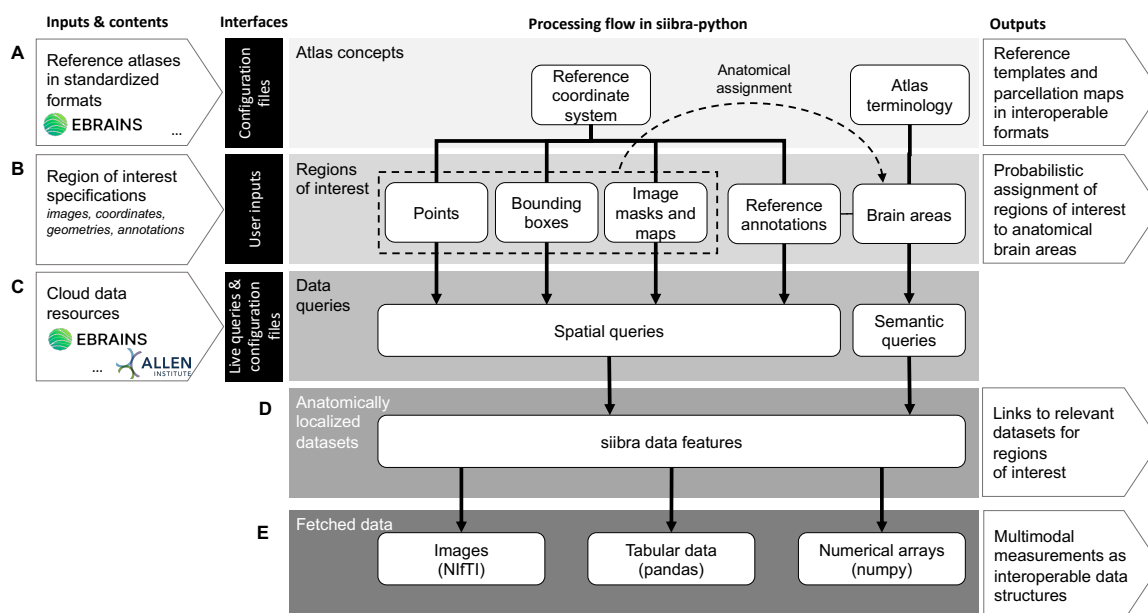 Inputs & contents
Interfaces
Processing flow in siibra-python
Outputs
A
Reference atlases
in standardized
formats
EBRAINS
...
Configuration
files
Atlas concepts
Reference
coordinate
system
Anatomical
assignment
Atlas
terminology
Reference
templates and
parcellation maps
in interoperable
formats
B
Region of interest
specifications
images, coordinates,
geometries, annotations
User inputs
Regions
of interest
Points
Bounding
boxes
Image
masks and
maps
Reference
annotations
Brain areas
Probabilistic
assignment of
regions of interest
to anatomical
brain areas
C
Cloud data
resources
EBRAINS
...
ALLEN
INSTITUTE
Live queries &
configuration
files
Data
queries
Spatial queries
Semantic
queries
D
Anatomically
localized
datasets
siibra data features
Links to relevant
datasets for
regions
of interest
E
Fetched data
Images
(NIfTI)
Tabular data
(pandas)
Numerical arrays
(numpy)
Multimodal
measurements as
interoperable data
structures